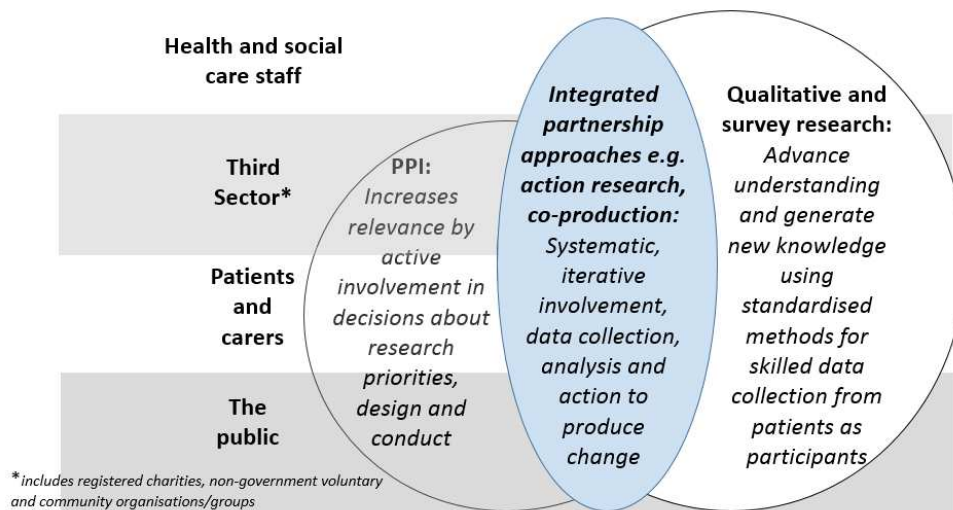 Health and social
care staff
Third
Sector*
Patients
and
carers
The
public
PPI:
Increases
relevance by
active
involvement in
decisions about
research
priorities,
design and
conduct
Integrated
partnership
approaches e.g.
action research,
co-production:
Systematic,
iterative
involvement,
data collection,
analysis and
action to
produce
change
Qualitative and
survey research:
Advance
understanding
and generate
new knowledge
using
standardised
methods for
skilled data
collection from
patients as
participants
*includes registered charities, non-government voluntary
and community organisations/groups